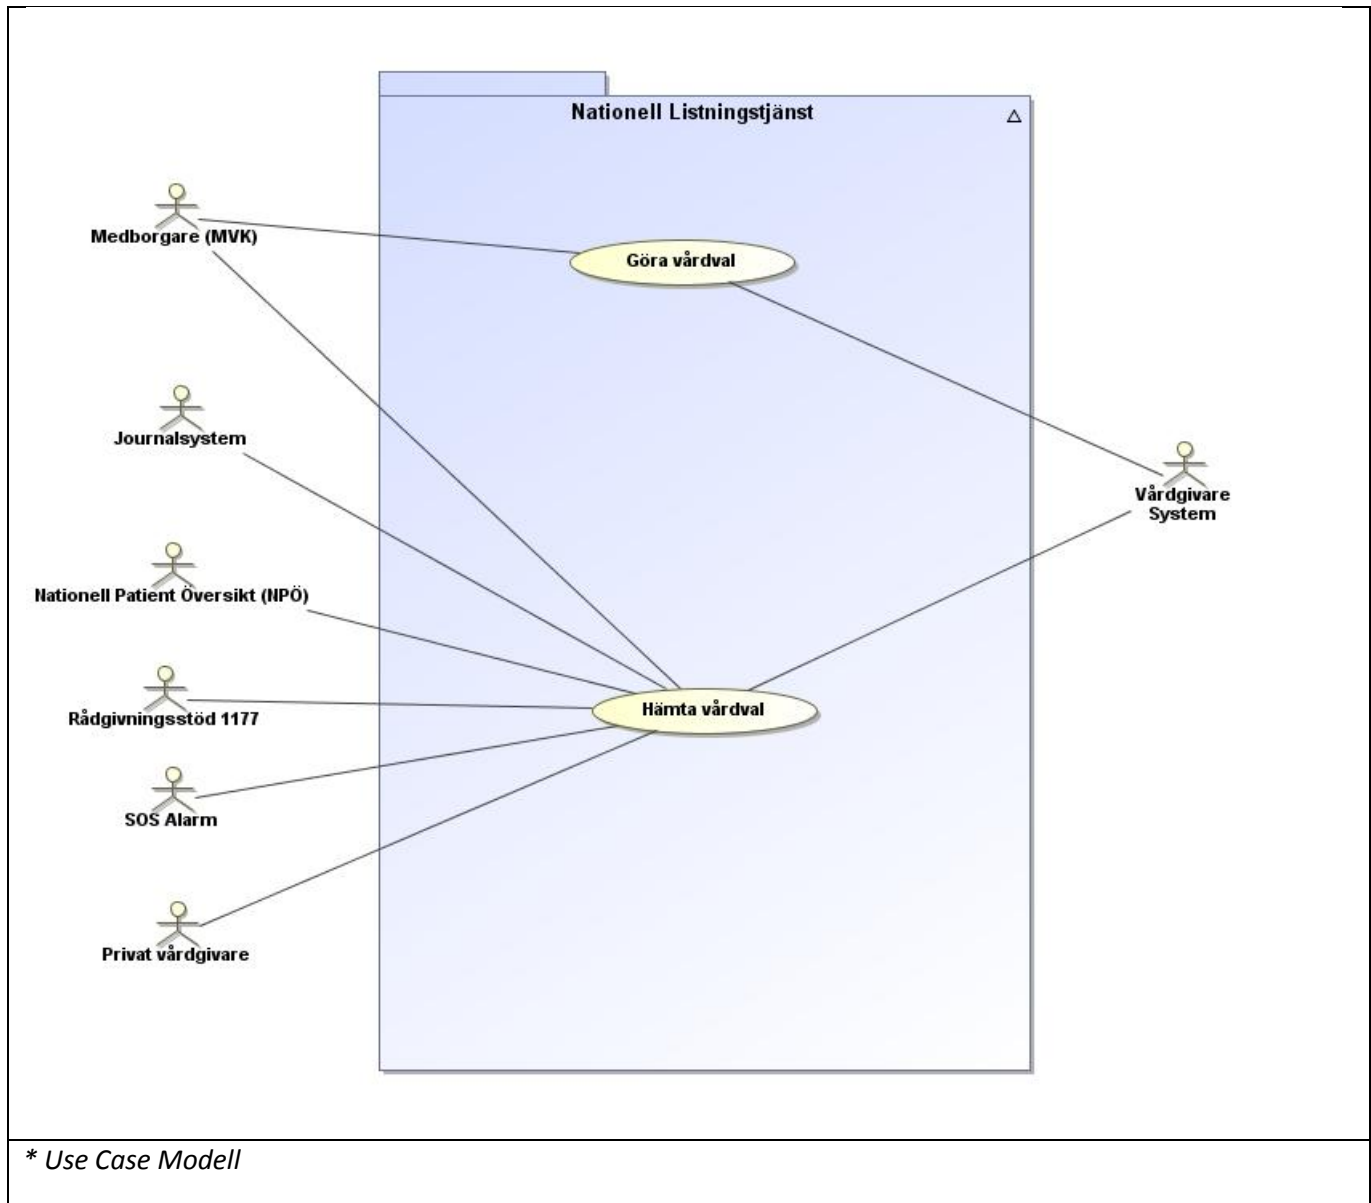 Nationell Listningstjänst
Medborgare (MVK)
Göra vårdval
Journalsystem
Vårdgivare
System
Nationell Patient Översikt (NPÖ)
Rådgivningsstöd 1177
Hämta vårdval
SOS Alarm
Privat vårdgivare
* Use Case Modell